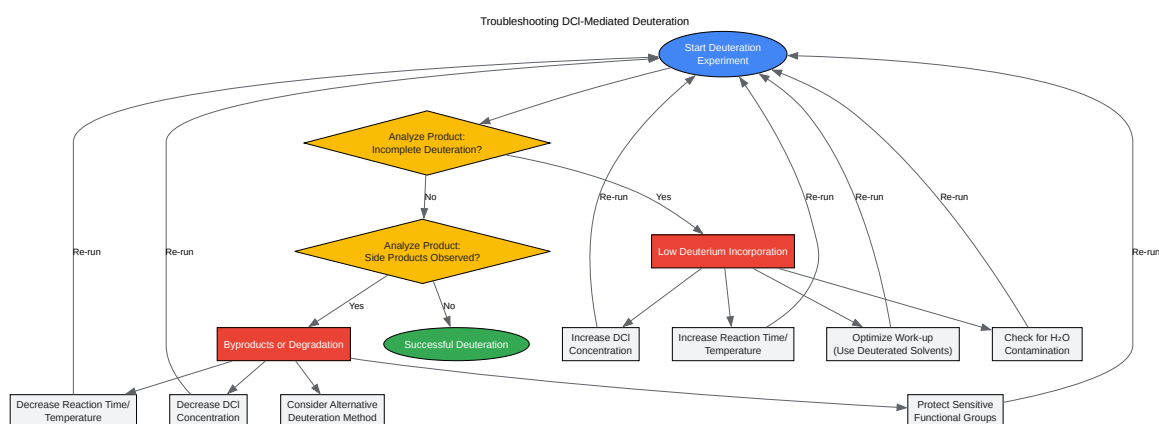 Troubleshooting DCl-Mediated Deuteration
Start Deuteration
Experiment
Analyze Product:
Incomplete Deuteration?
No
Yes
Re-run
Re-run
Re-run
Re-run
Analyze Product:
Side Products Observed?
Low Deuterium Incorporation
Re-run
Re-run
Re-run
Yes
No
Byproducts or Degradation
Successful Deuteration
Increase DCl
Concentration
Increase Reaction Time/
Temperature
Optimize Work-up
(Use Deuterated Solvents)
Check for H₂O
Contamination
Decrease Reaction Time/
Temperature
Decrease DCl
Concentration
Consider Alternative
Deuteration Method
Protect Sensitive
Functional Groups